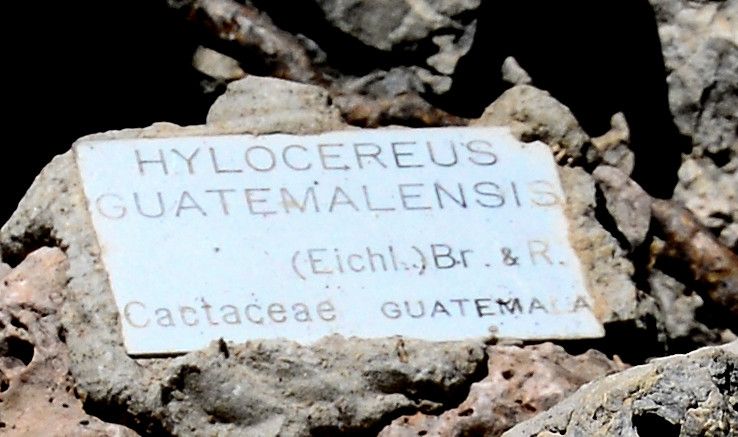 HYLOCEREUS
GUATEMALENSIS
(Eichl.)Br. & R.
Cactaceae GUATEMALA